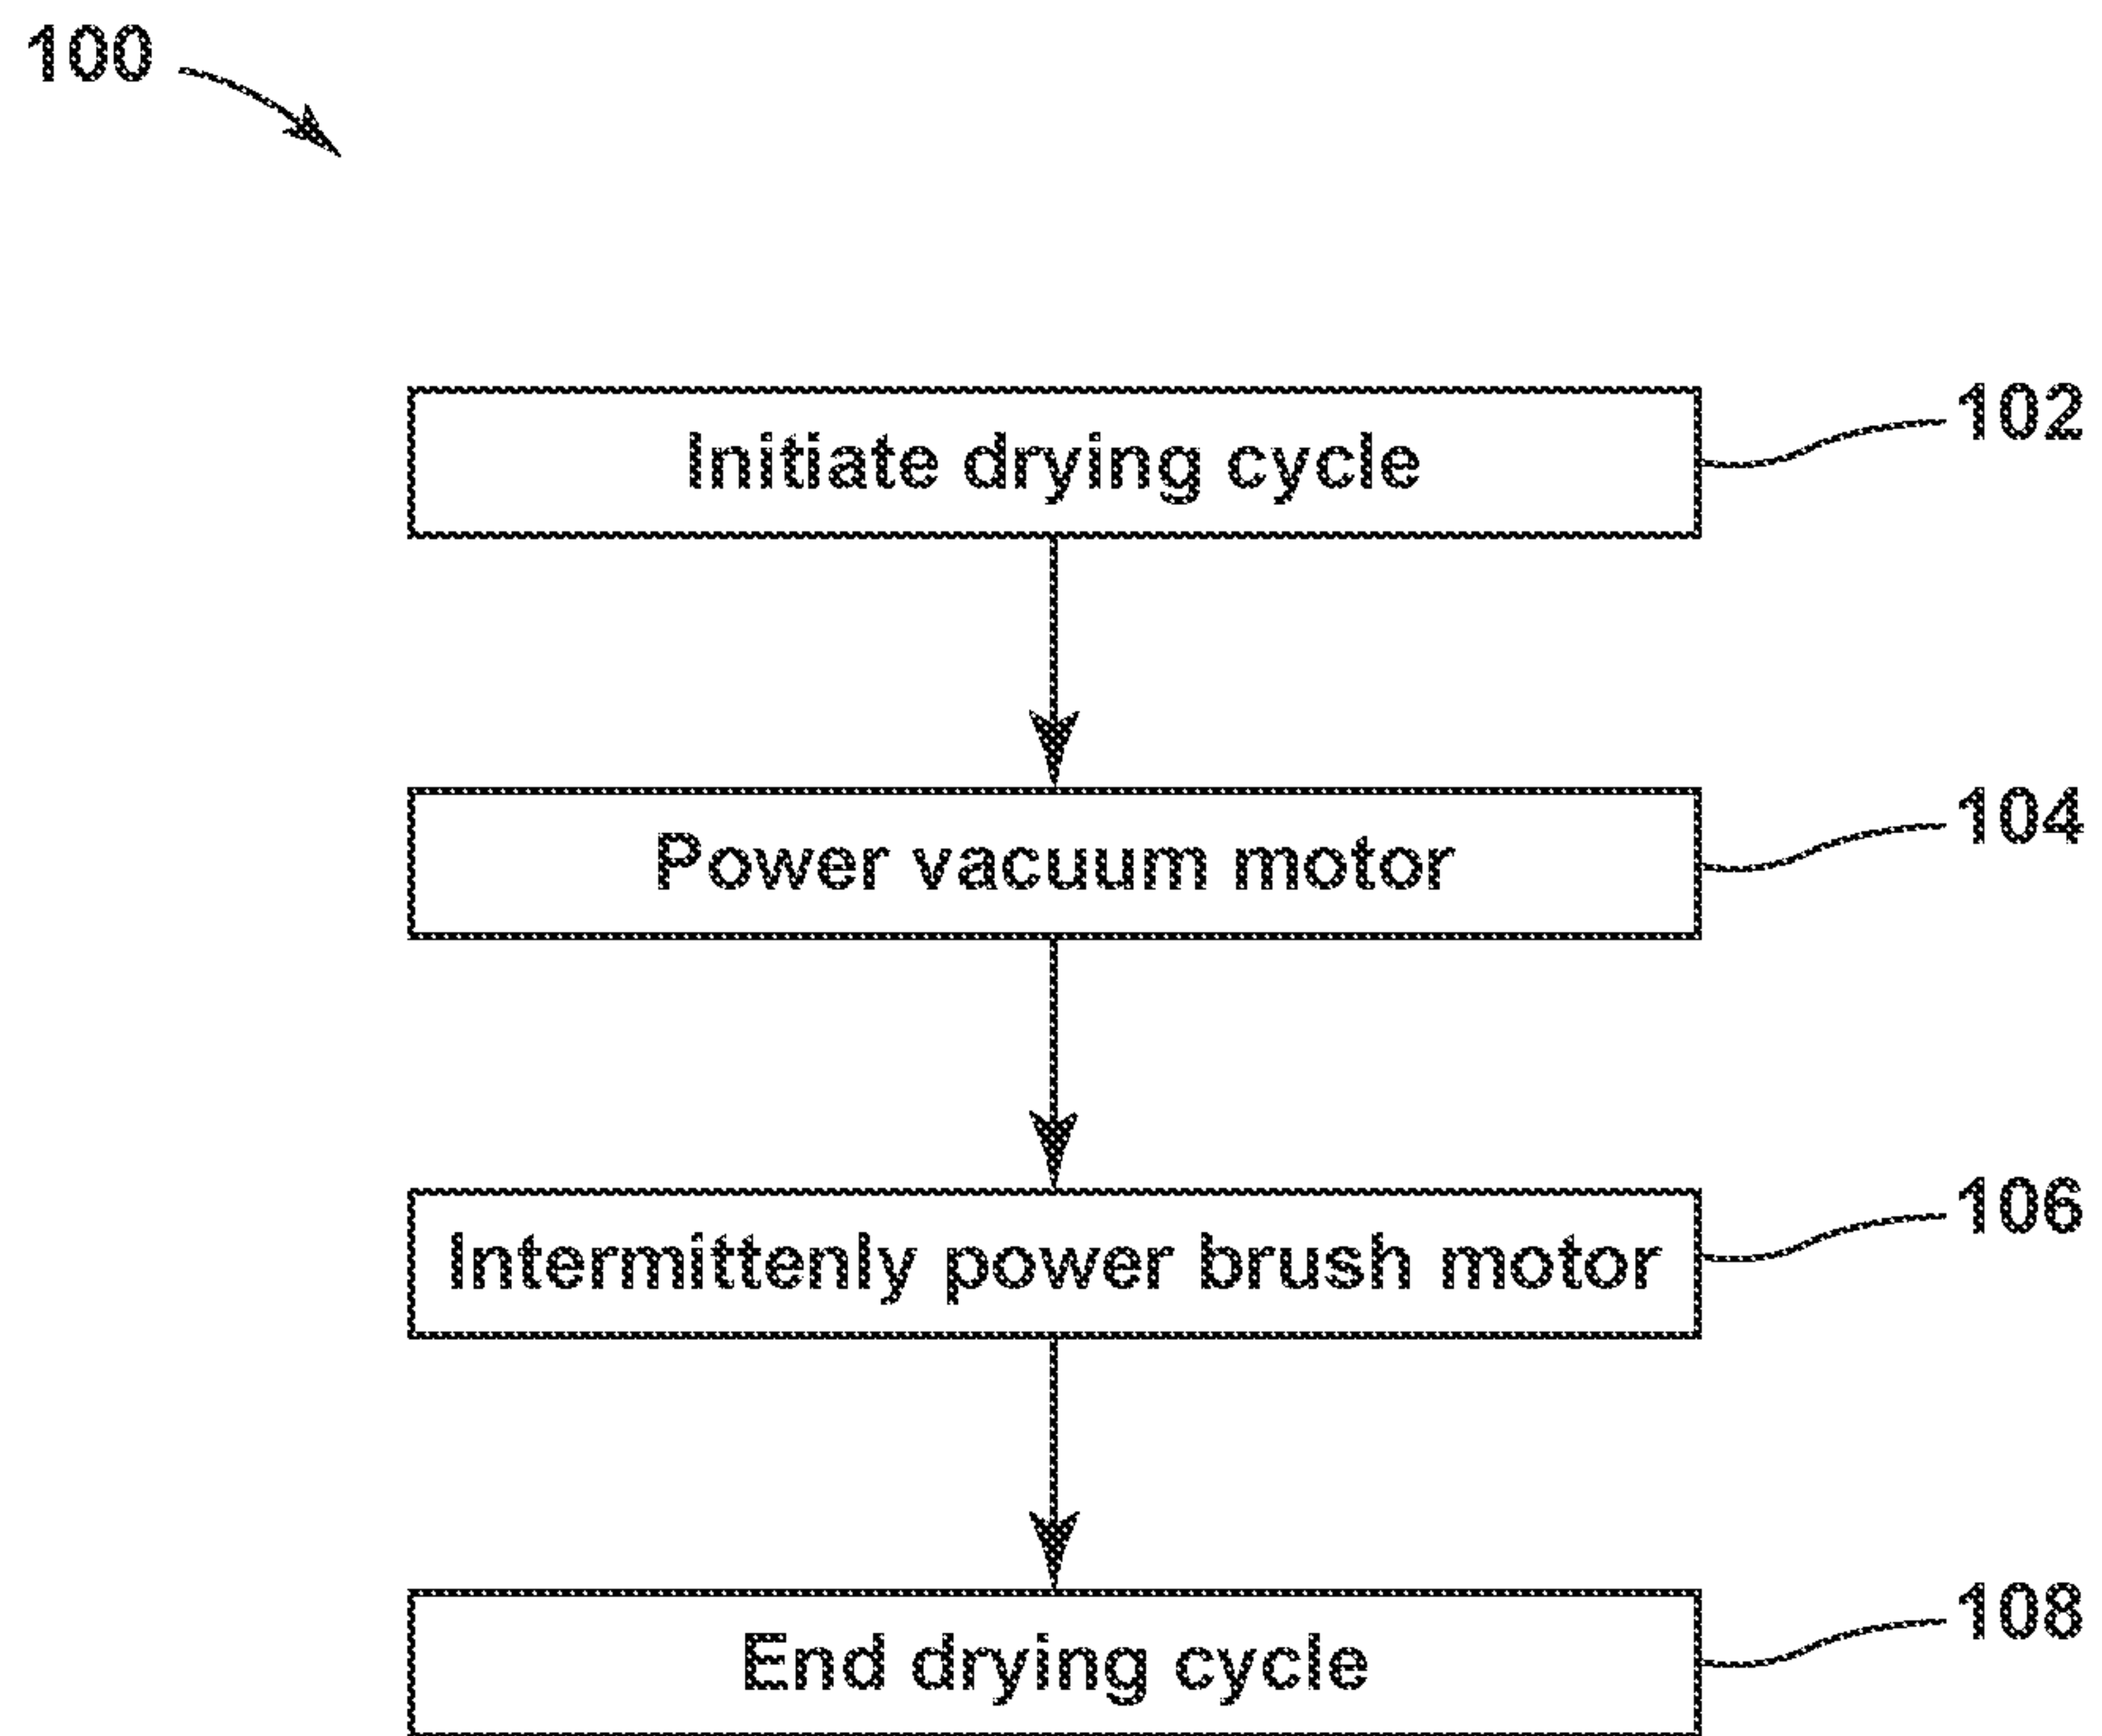 100
Initiate drying cycle 102
Power vacuum motor 104
Intermittenly power brush motor 106
End drying cycle 108